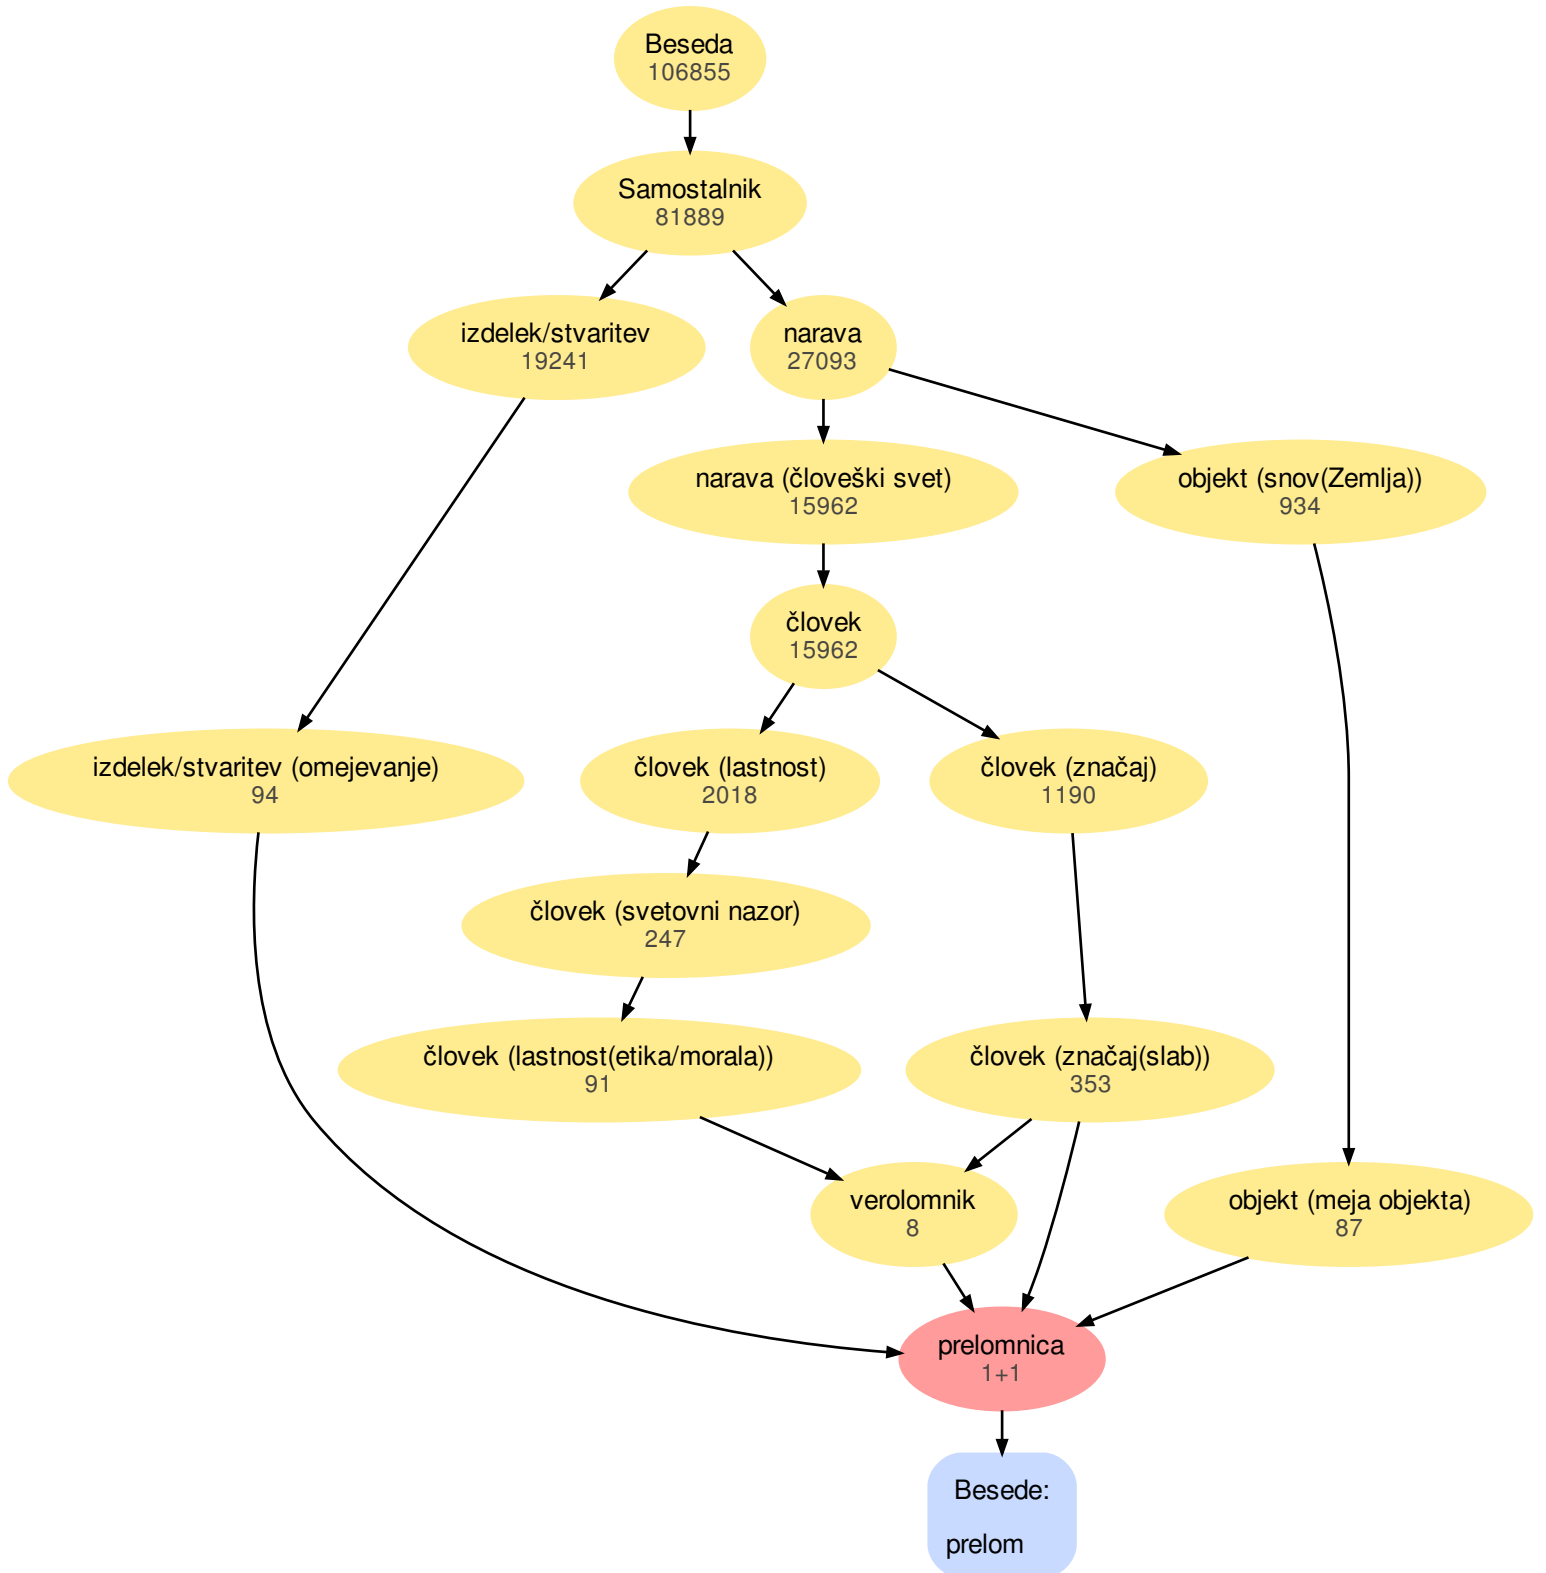 Beseda
106855
Samostalnik
81889
izdelek/stvaritev
19241
narava
27093
narava (človeški svet)
15962
objekt (snov(Zemlja))
934
človek
15962
izdelek/stvaritev (omejevanje)
94
človek (lastnost)
2018
človek (značaj)
1190
človek (svetovni nazor)
247
človek (lastnost(etika/morala))
91
človek (značaj(slab))
353
verolomnik
8
objekt (meja objekta)
87
prelomnica
1+1
Besede:
prelom